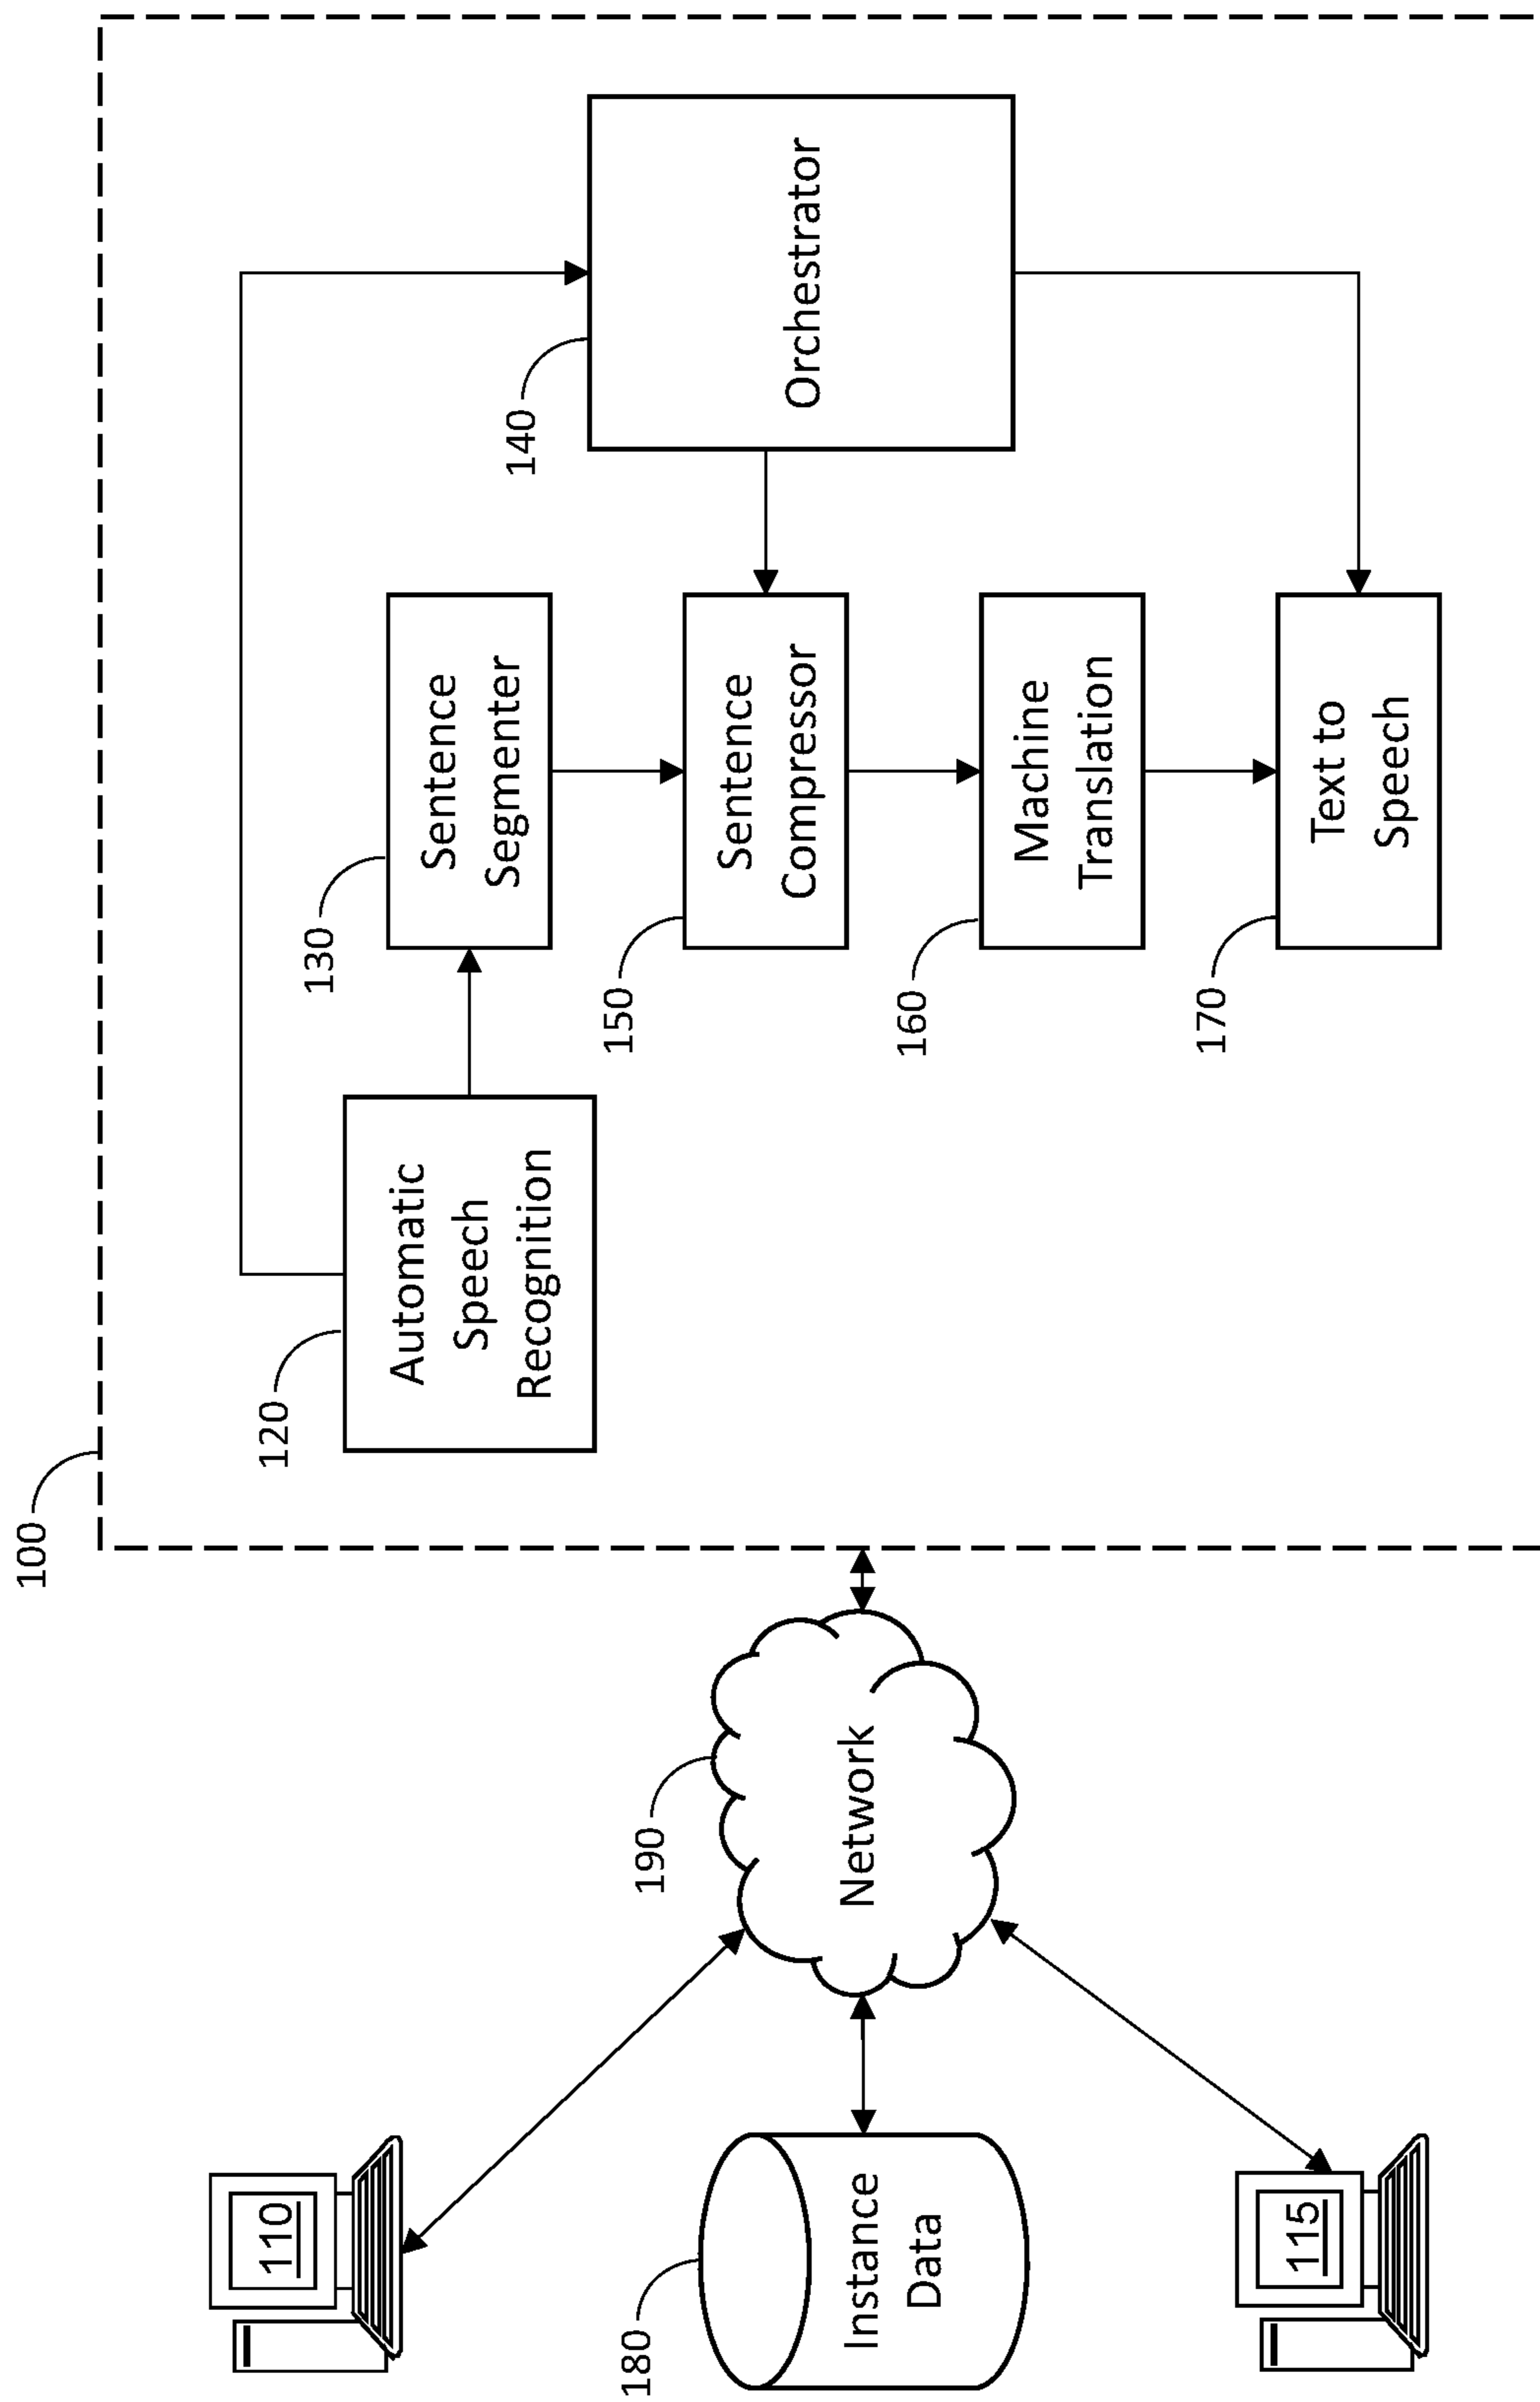 100
120
Automatic
Speech
Recognition
130
Sentence
Segmenter
140
Orchestrator
150
Sentence
Compressor
160
Machine
Translation
170
Text to
Speech
110
190
Network
180
Instance
Data
115